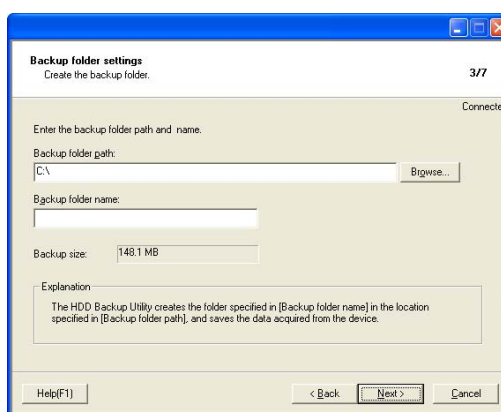 Backup folder settings
Create the backup folder.
3/7
Connecte
Enter the backup folder path and name.
Backup folder path:
C:\
Browse...
Backup folder name:
Backup size:
148.1 MB
Explanation
The HDD Backup Utility creates the folder specified in [Backup folder name] in the location
specified in [Backup folder path], and saves the data acquired from the device.
Help(F1)
< Back
Next >
Cancel